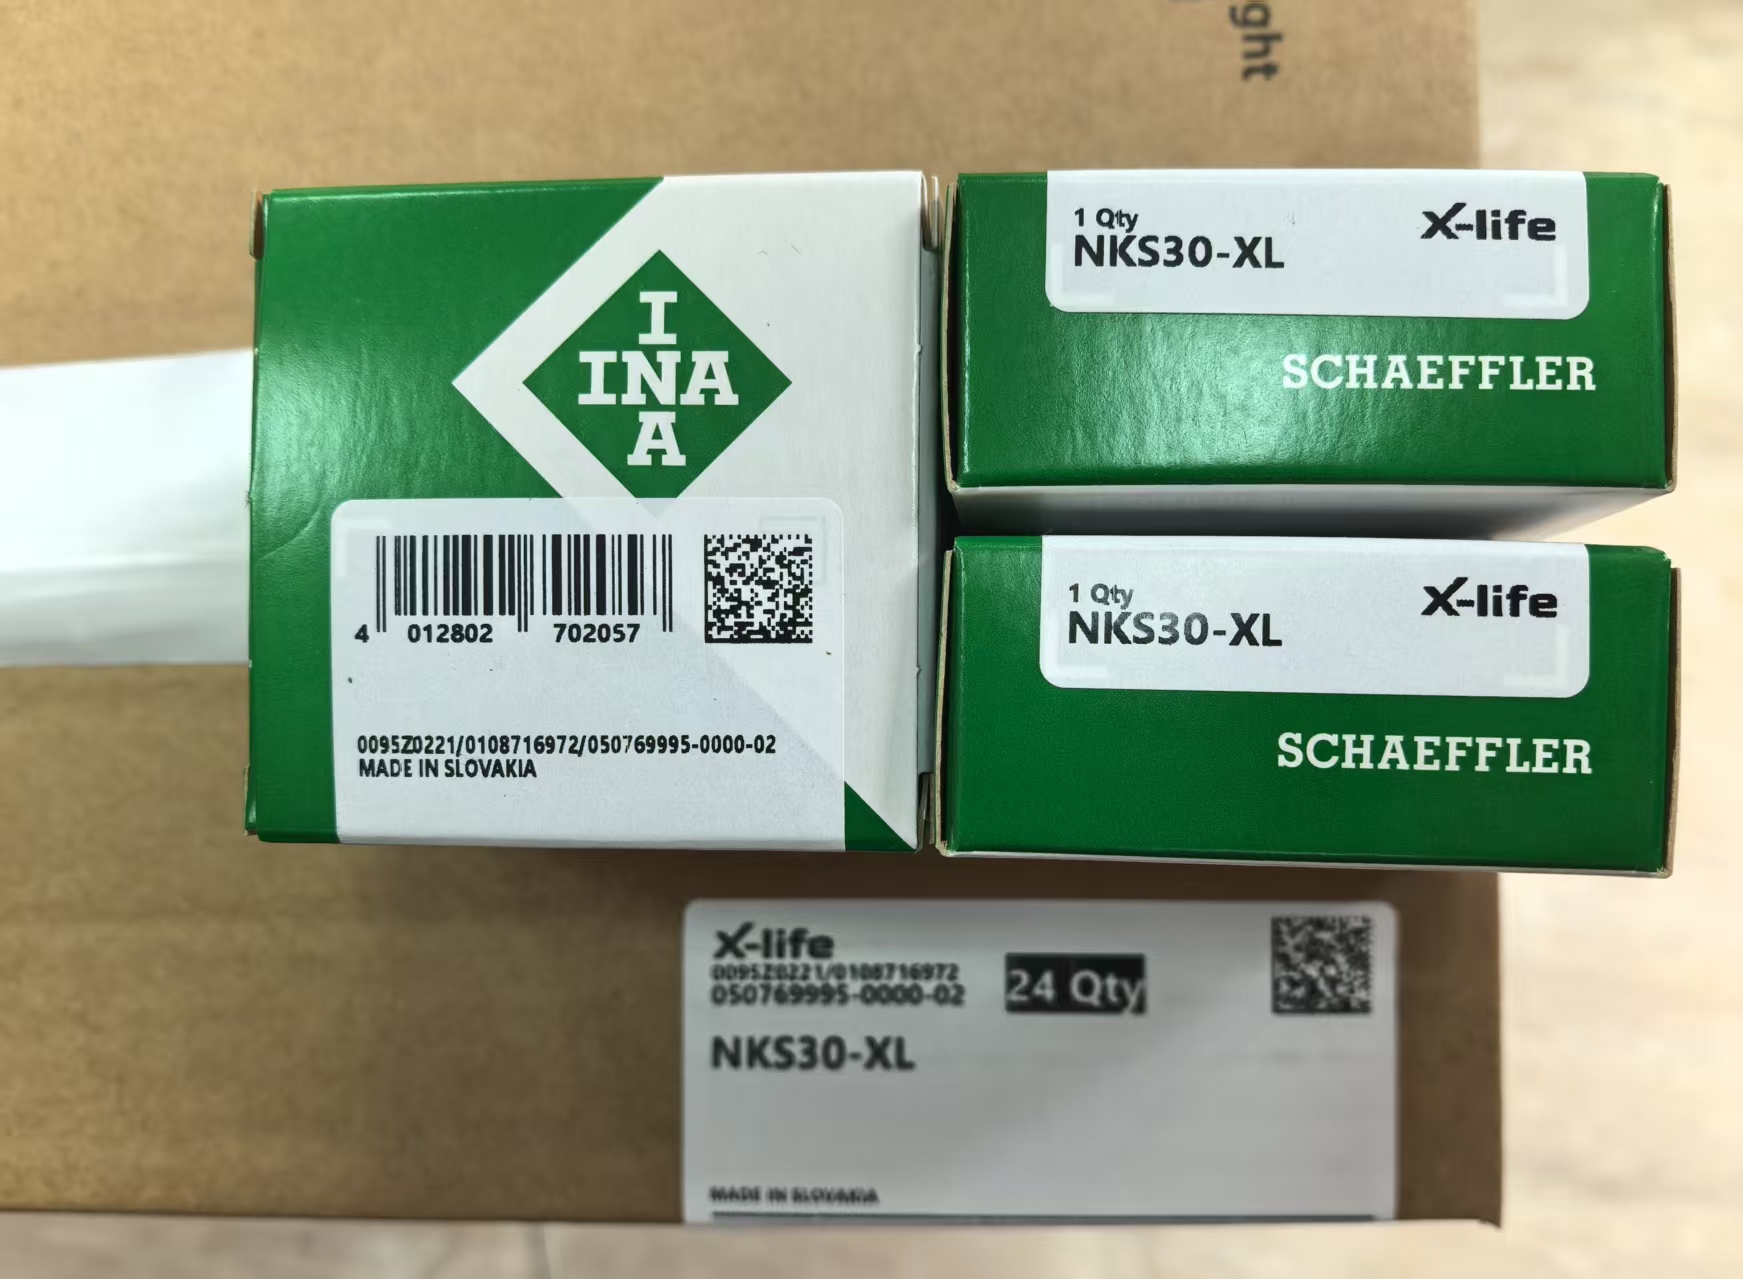 ght
I
INA
A
4 012802 702057
0095Z0221/0108716972/050769995-0000-02
MADE IN SLOVAKIA
1 Qty
NKS30-XL
X-life
SCHAEFFLER
1 Qty
NKS30-XL
X-life
SCHAEFFLER
X-life
0095Z0221/0108716972
050769995-0000-02
24 Qty
NKS30-XL
MADE IN SLOVAKIA